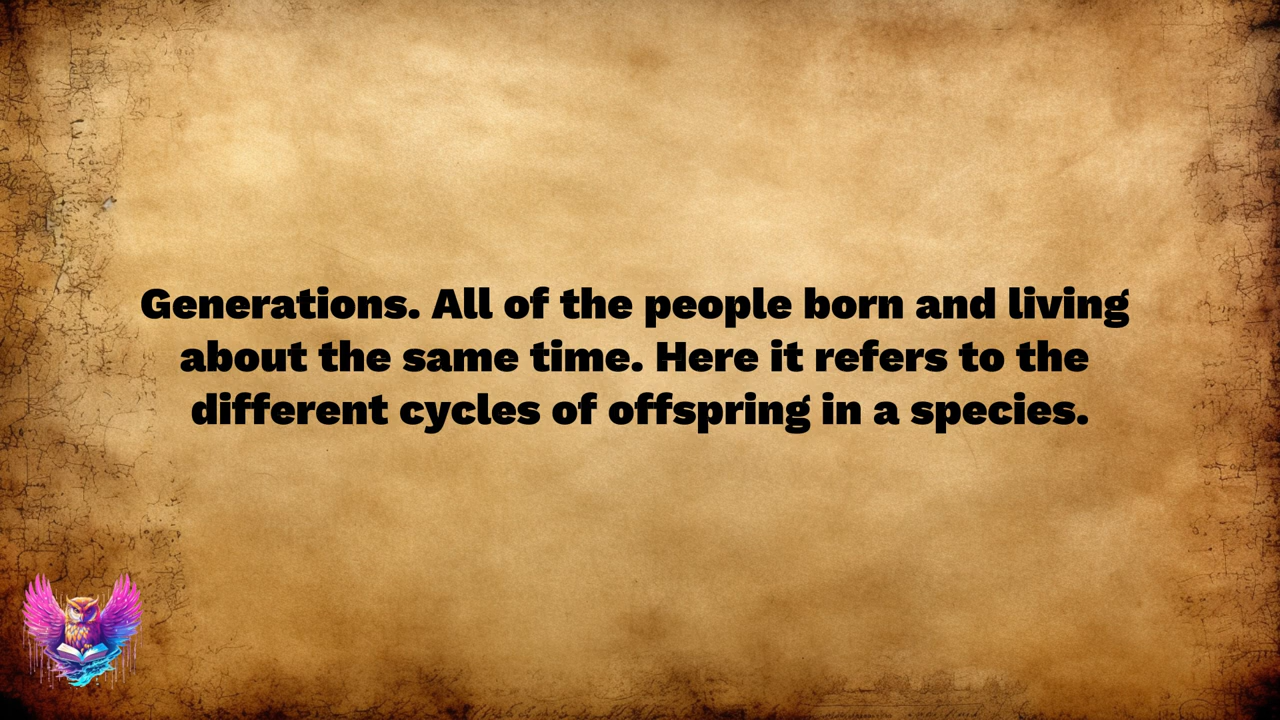 Generations. All of the people born and living
about the same time. Here it refers to the
different cycles of offspring in a species.